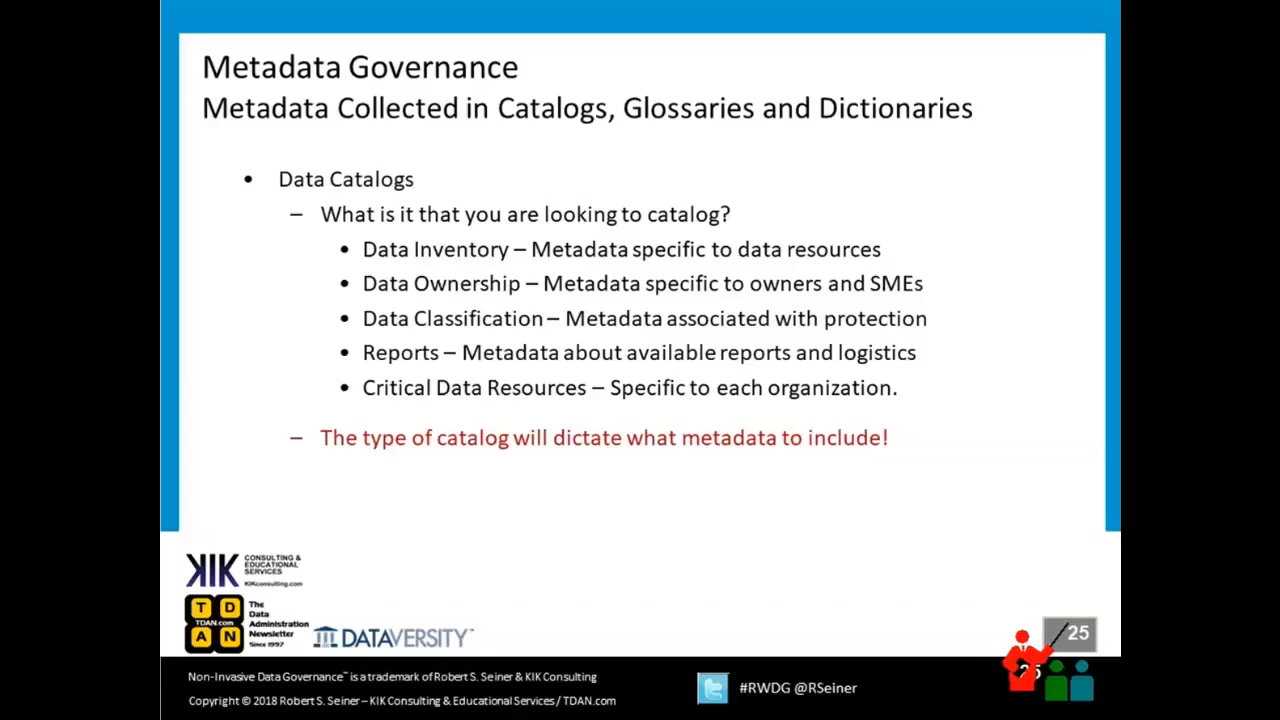 Metadata Governance
Metadata Collected in Catalogs, Glossaries and Dictionaries
• Data Catalogs
– What is it that you are looking to catalog?
• Data Inventory – Metadata specific to data resources
• Data Ownership – Metadata specific to owners and SMEs
• Data Classification – Metadata associated with protection
• Reports – Metadata about available reports and logistics
• Critical Data Resources – Specific to each organization.
– The type of catalog will dictate what metadata to include!
KIK CONSULTING &
EDUCATIONAL
SERVICES
KIKconsulting.com
T D
TDAN.com
A N
The
Data
Administration
Newsletter
Since 1997
DATAVERSITY™
25
Non-Invasive Data Governance™ is a trademark of Robert S. Seiner & KIK Consulting
Copyright © 2018 Robert S. Seiner – KIK Consulting & Educational Services / TDAN.com
#RWDG @RSeiner